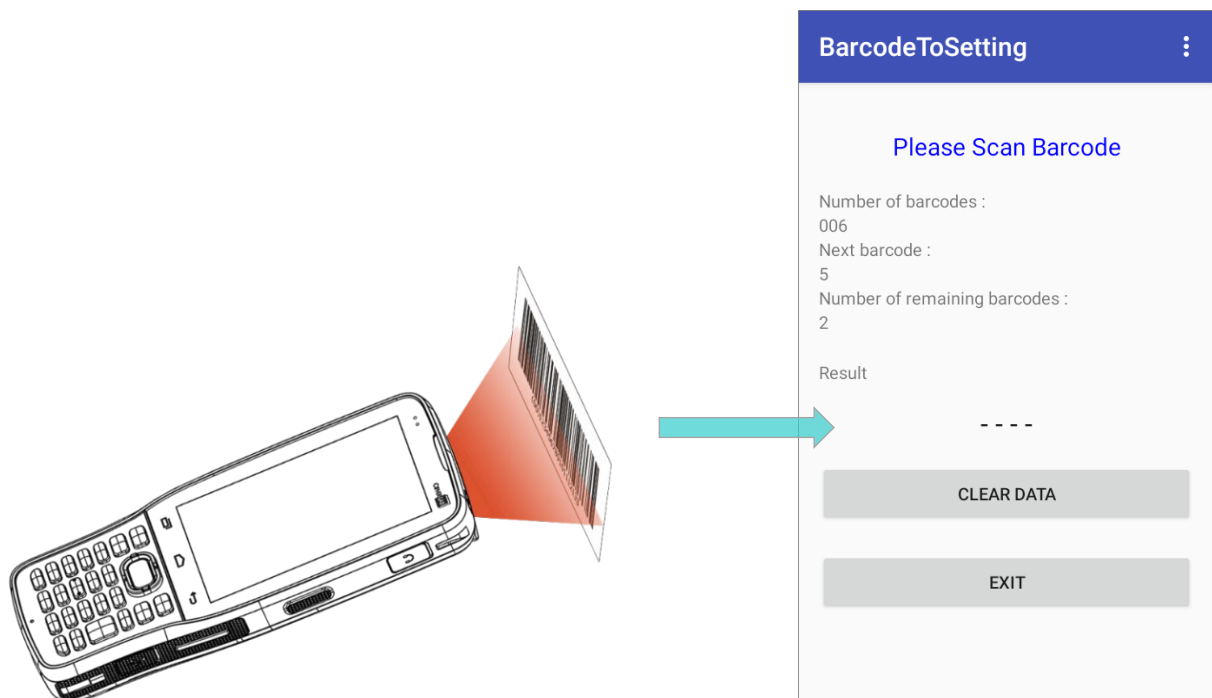 BarcodeToSetting
Please Scan Barcode
Number of barcodes :
006
Next barcode :
5
Number of remaining barcodes :
2
Result
----
CLEAR DATA
EXIT